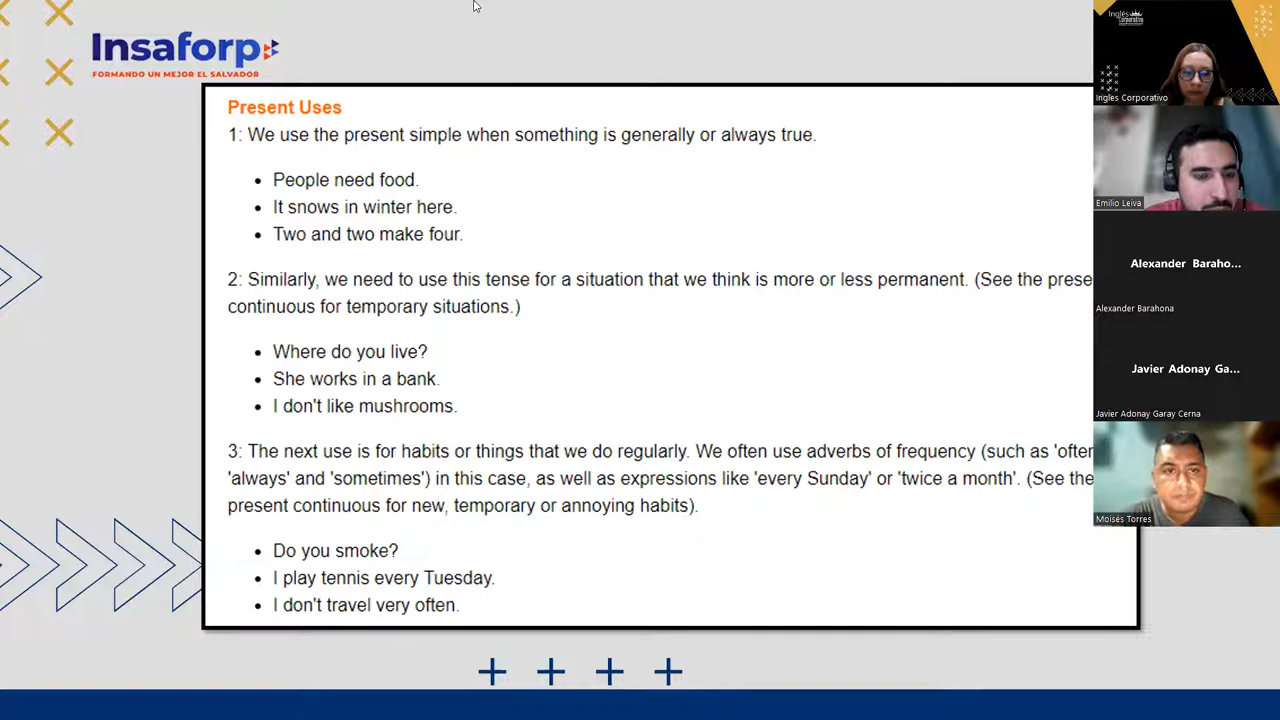 Insaforp
FORMANDO UN MEJOR EL SALVADOR
Present Uses
1: We use the present simple when something is generally or always true.
• People need food.
• It snows in winter here.
• Two and two make four.
2: Similarly, we need to use this tense for a situation that we think is more or less permanent. (See the prese
continuous for temporary situations.)
• Where do you live?
• She works in a bank.
• I don't like mushrooms.
3: The next use is for habits or things that we do regularly. We often use adverbs of frequency (such as 'ofter
'always' and 'sometimes') in this case, as well as expressions like 'every Sunday' or 'twice a month'. (See the
present continuous for new, temporary or annoying habits).
• Do you smoke?
• I play tennis every Tuesday.
• I don't travel very often.
Inglés
Corporativo
Ingles Corporativo
Emilio Leiva
Alexander Baraho...
Alexander Barahona
Javier Adonay Ga...
Javier Adonay Garay Cerna
Moisés Torres